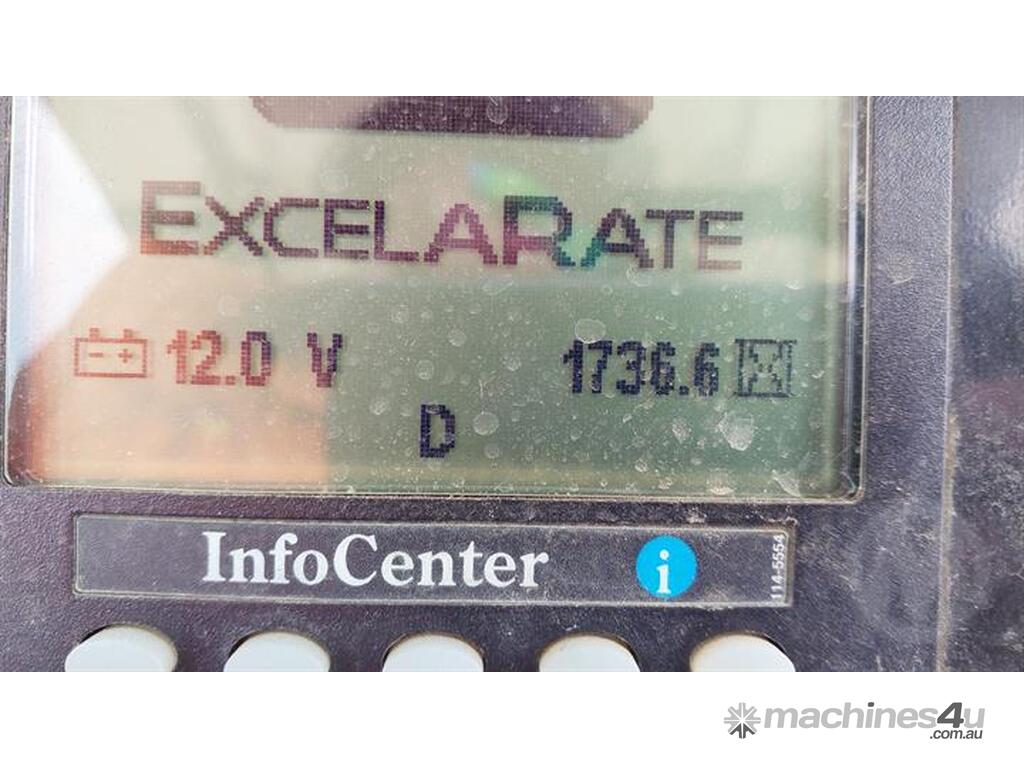 EXCELARATE
12.0 V 1736.6
D
InfoCenter i
114-5554
machines4u
.com.au